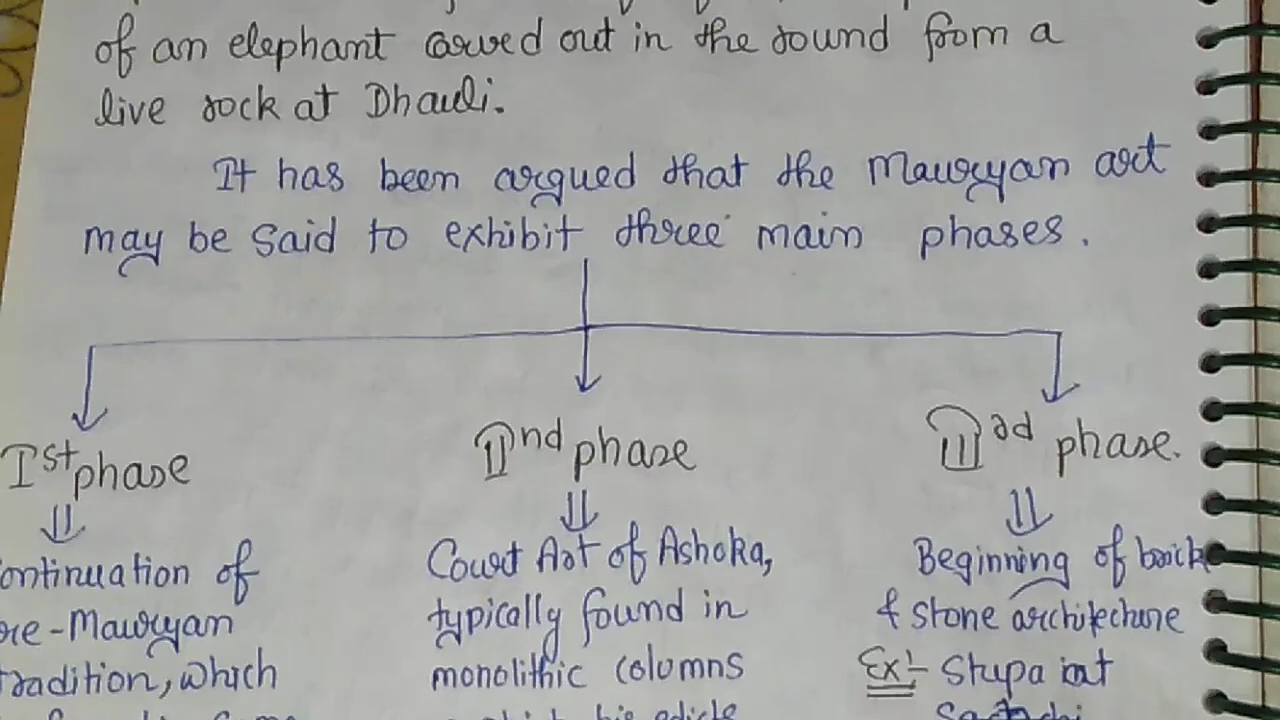 of an elephant carved out in the round from a
live rock at Dhauli.
It has been argued that the Mauryan art
may be said to exhibit three main phases.
Ist phase
ontinuation of
re-Mauryan
radition, which
IInd phase
Court Art of Ashoka,
typically found in
monolithic columns
his edicts
IIIrd phase.
Beginning of brick
& stone architecture
Ex:- Stupa at
Sanchi